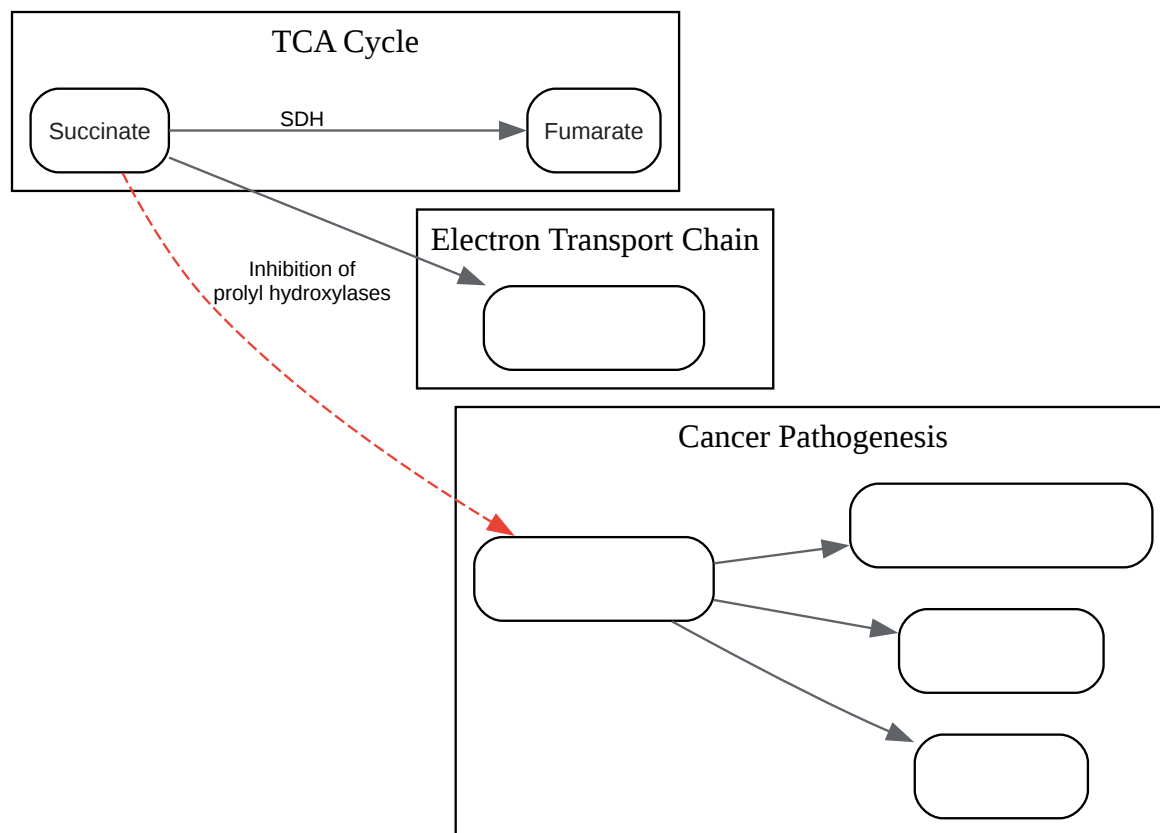 TCA Cycle
Succinate
SDH
Fumarate
Electron Transport Chain
Inhibition of
prolyl hydroxylases
Cancer Pathogenesis